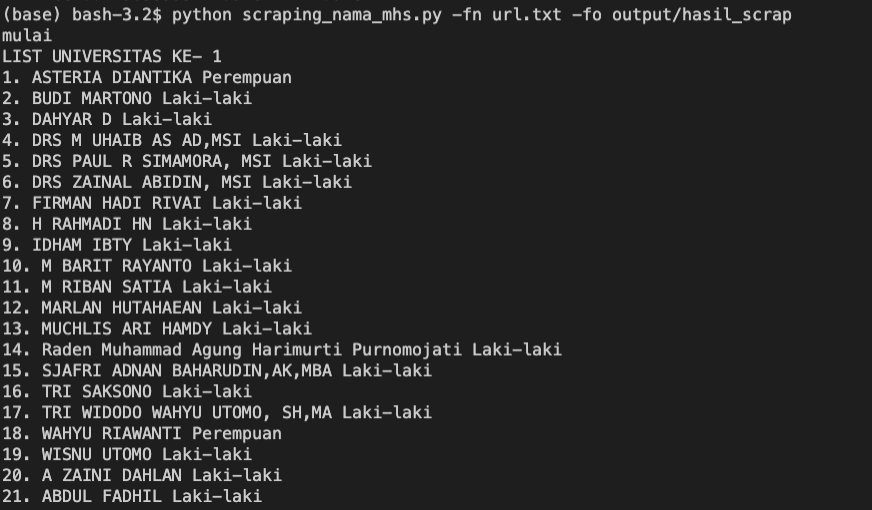 (base) bash-3.2$ python scraping_nama_mhs.py -fn url.txt -fo output/hasil_scrap
mulai
LIST UNIVERSITAS KE- 1
1. ASTERIA DIANTIKA Perempuan
2. BUDI MARTONO Laki-laki
3. DAHYAR D Laki-laki
4. DRS M UHAIB AS AD,MSI Laki-laki
5. DRS PAUL R SIMAMORA, MSI Laki-laki
6. DRS ZAINAL ABIDIN, MSI Laki-laki
7. FIRMAN HADI RIVAI Laki-laki
8. H RAHMADI HN Laki-laki
9. IDHAM IBTY Laki-laki
10. M BARIT RAYANTO Laki-laki
11. M RIBAN SATIA Laki-laki
12. MARLAN HUTAHAEAN Laki-laki
13. MUCHLIS ARI HAMDY Laki-laki
14. Raden Muhammad Agung Harimurti Purnomojati Laki-laki
15. SJAFRI ADNAN BAHARUDIN,AK,MBA Laki-laki
16. TRI SAKSONO Laki-laki
17. TRI WIDODO WAHYU UTOMO, SH,MA Laki-laki
18. WAHYU RIAWANTI Perempuan
19. WISNU UTOMO Laki-laki
20. A ZAINI DAHLAN Laki-laki
21. ABDUL FADHIL Laki-laki